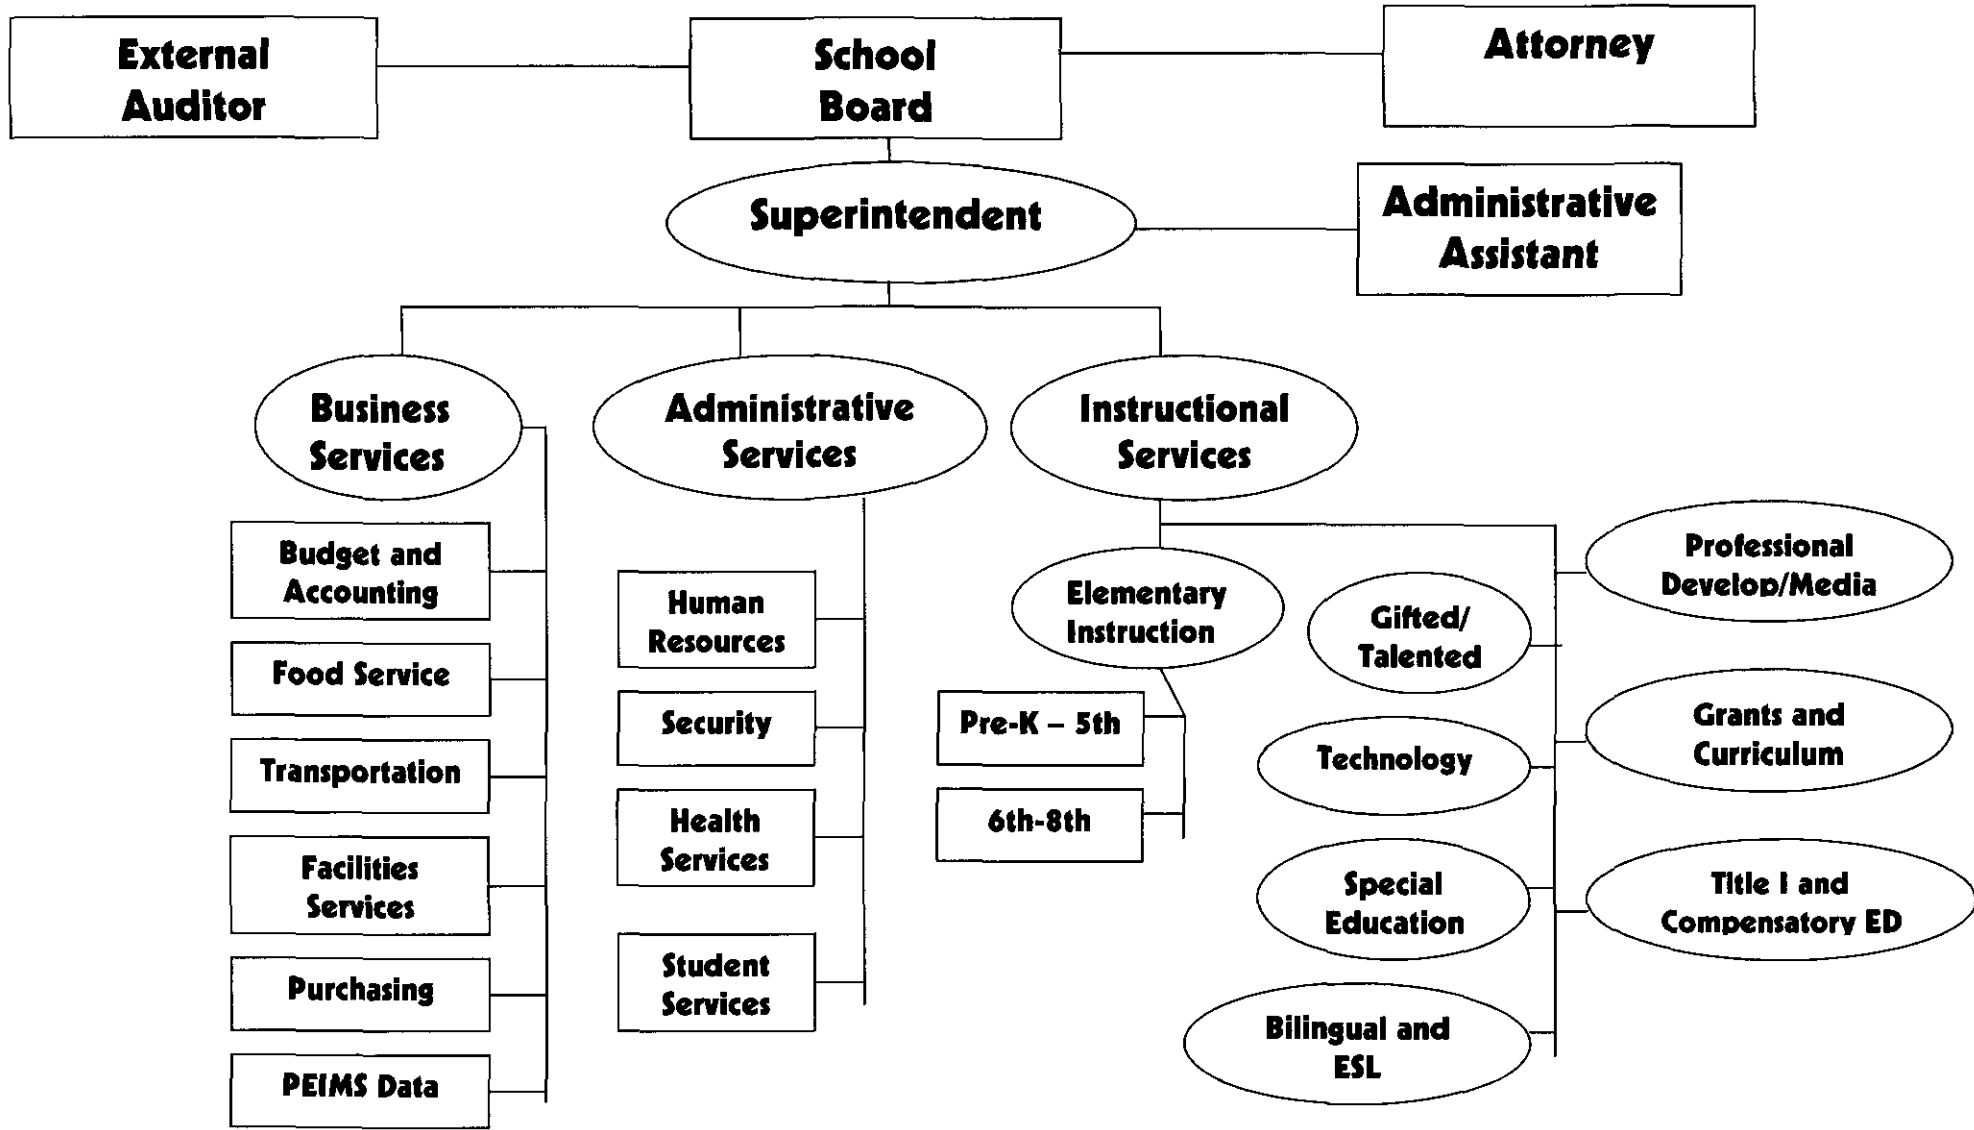 External
Auditor
School
Board
Attorney
Superintendent
Administrative
Assistant
Business
Services
Administrative
Services
Instructional
Services
Budget and
Accounting
Food Service
Transportation
Facilities
Services
Purchasing
PEIMS Data
Human
Resources
Security
Health
Services
Student
Services
Elementary
Instruction
Pre-K – 5th
6th-8th
Gifted/
Talented
Technology
Special
Education
Bilingual and
ESL
Professional
Develop/Media
Grants and
Curriculum
Title I and
Compensatory ED